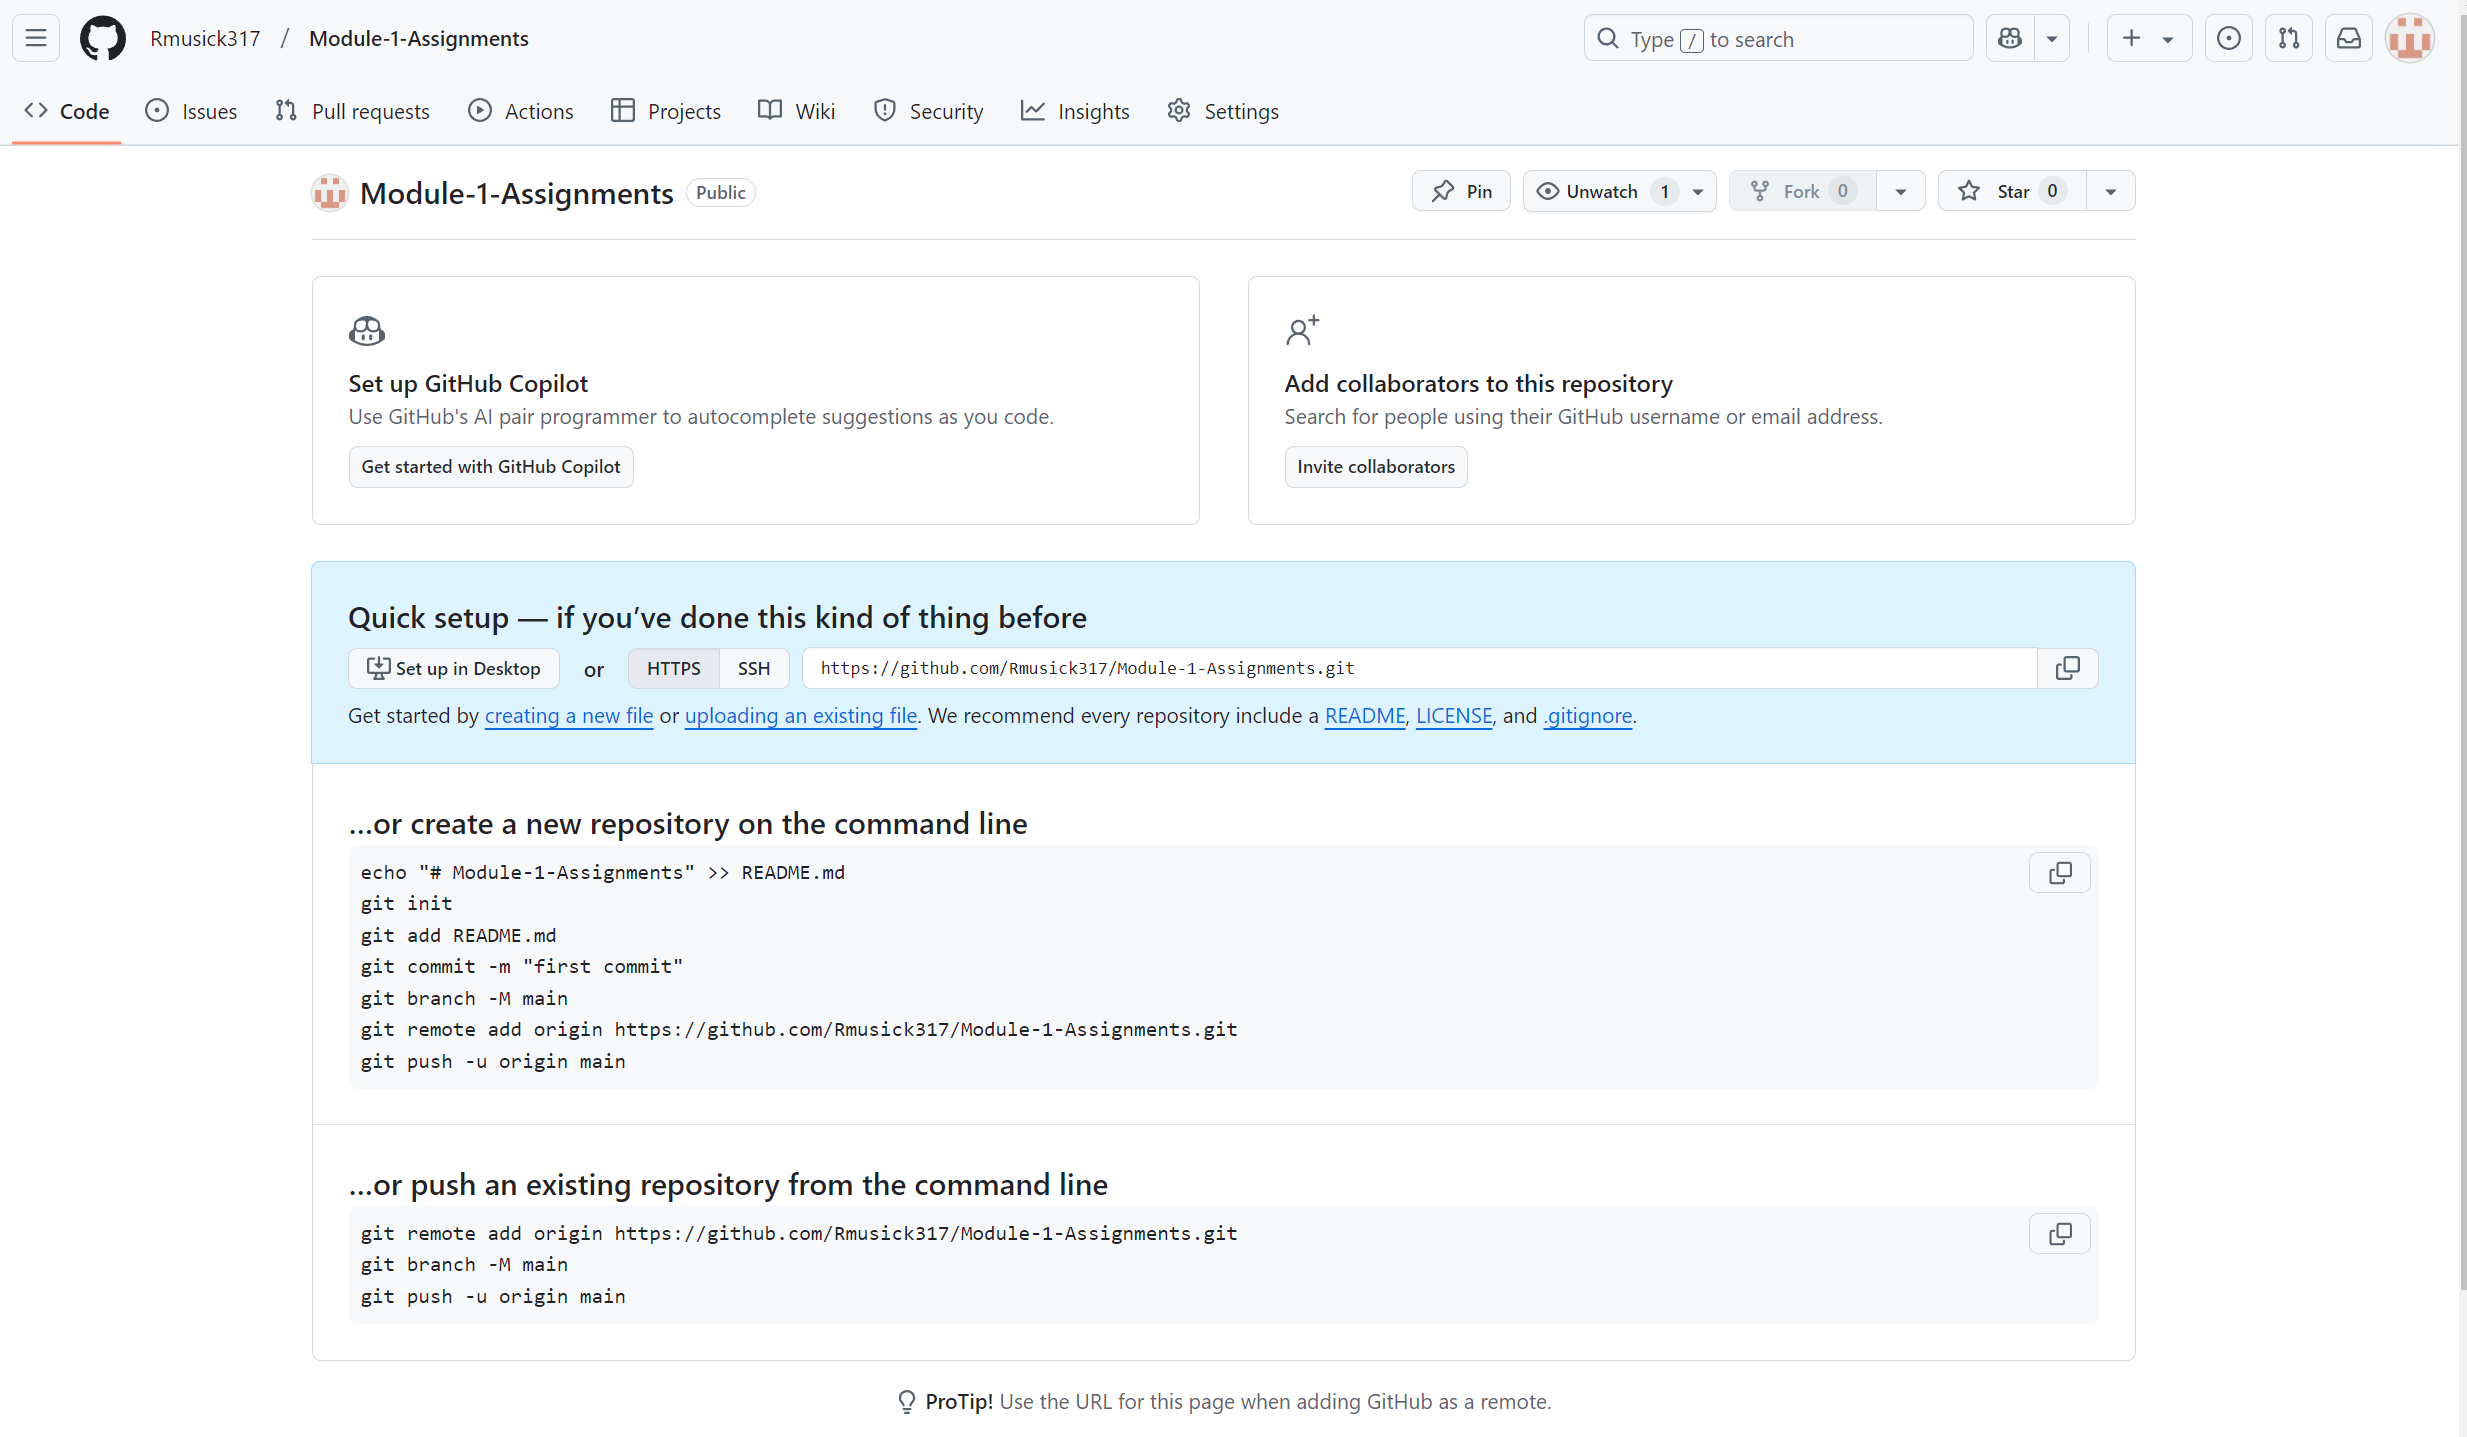 Rmusick317 / Module-1-Assignments
Type / to search
Code Issues Pull requests Actions Projects Wiki Security Insights Settings
Module-1-Assignments Public
Pin Unwatch 1 Fork 0 Star 0
Set up GitHub Copilot
Use GitHub's AI pair programmer to autocomplete suggestions as you code.
Get started with GitHub Copilot
Add collaborators to this repository
Search for people using their GitHub username or email address.
Invite collaborators
Quick setup — if you’ve done this kind of thing before
Set up in Desktop or HTTPS SSH https://github.com/Rmusick317/Module-1-Assignments.git
Get started by creating a new file or uploading an existing file. We recommend every repository include a README, LICENSE, and .gitignore.
…or create a new repository on the command line
echo "# Module-1-Assignments" >> README.md
git init
git add README.md
git commit -m "first commit"
git branch -M main
git remote add origin https://github.com/Rmusick317/Module-1-Assignments.git
git push -u origin main
…or push an existing repository from the command line
git remote add origin https://github.com/Rmusick317/Module-1-Assignments.git
git branch -M main
git push -u origin main
ProTip! Use the URL for this page when adding GitHub as a remote.